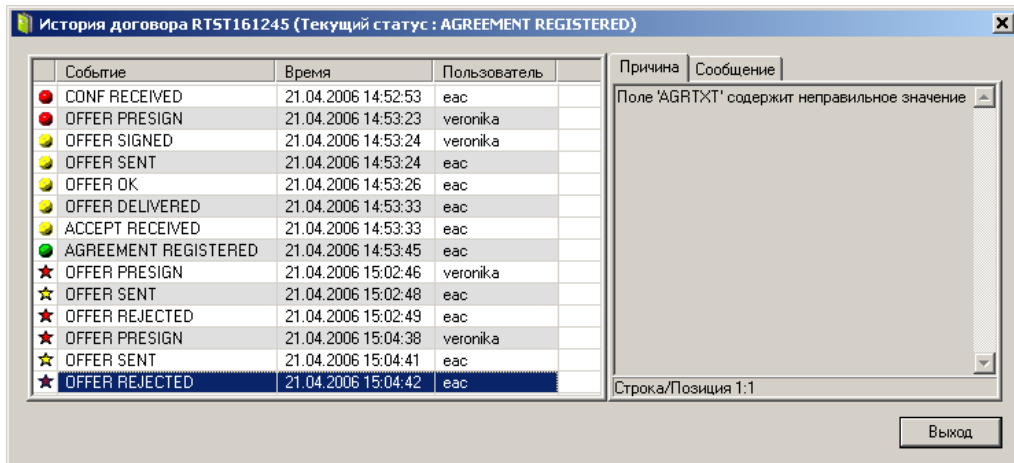 История договора RTST161245 (Текущий статус : AGREEMENT REGISTERED)
Событие Время Пользователь
CONF RECEIVED 21.04.2006 14:52:53 eac
OFFER PRESIGN 21.04.2006 14:53:23 veronika
OFFER SIGNED 21.04.2006 14:53:24 veronika
OFFER SENT 21.04.2006 14:53:24 eac
OFFER OK 21.04.2006 14:53:26 eac
OFFER DELIVERED 21.04.2006 14:53:33 eac
ACCEPT RECEIVED 21.04.2006 14:53:33 eac
AGREEMENT REGISTERED 21.04.2006 14:53:45 eac
OFFER PRESIGN 21.04.2006 15:02:46 veronika
OFFER SENT 21.04.2006 15:02:48 eac
OFFER REJECTED 21.04.2006 15:02:49 eac
OFFER PRESIGN 21.04.2006 15:04:38 veronika
OFFER SENT 21.04.2006 15:04:41 eac
OFFER REJECTED 21.04.2006 15:04:42 eac
Причина Сообщение
Поле 'AGRTXT' содержит неправильное значение
Строка/Позиция 1:1
Выход